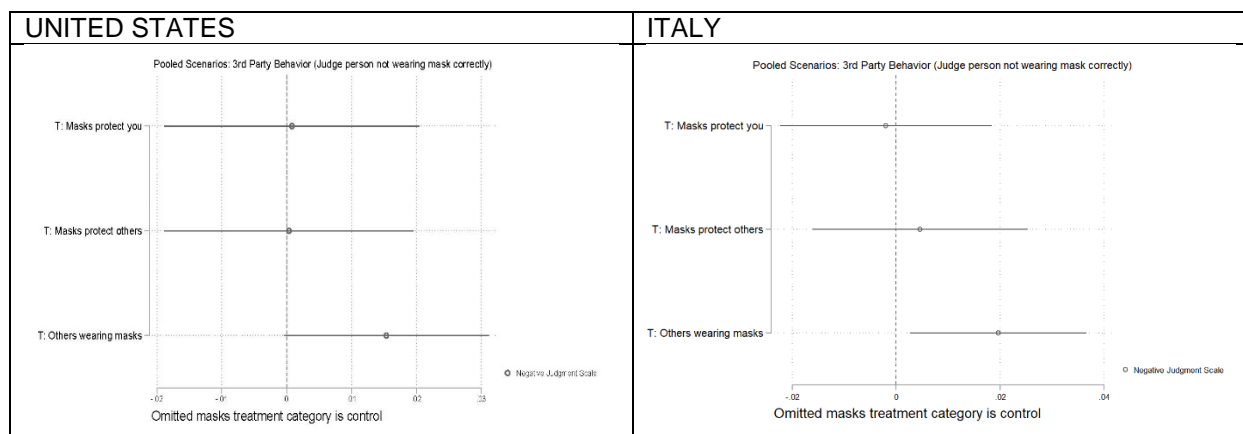 UNITED STATES
Pooled Scenarios: 3rd Party Behavior (Judge person not wearing mask correctly)
T: Masks protect you
T: Masks protect others
T: Others wearing masks
Negative Judgment Scale
-.02 -.01 0 .01 .02 .03
Omitted masks treatment category is control
ITALY
Pooled Scenarios: 3rd Party Behavior (Judge person not wearing mask correctly)
T: Masks protect you
T: Masks protect others
T: Others wearing masks
Negative Judgment Scale
-.02 0 .02 .04
Omitted masks treatment category is control